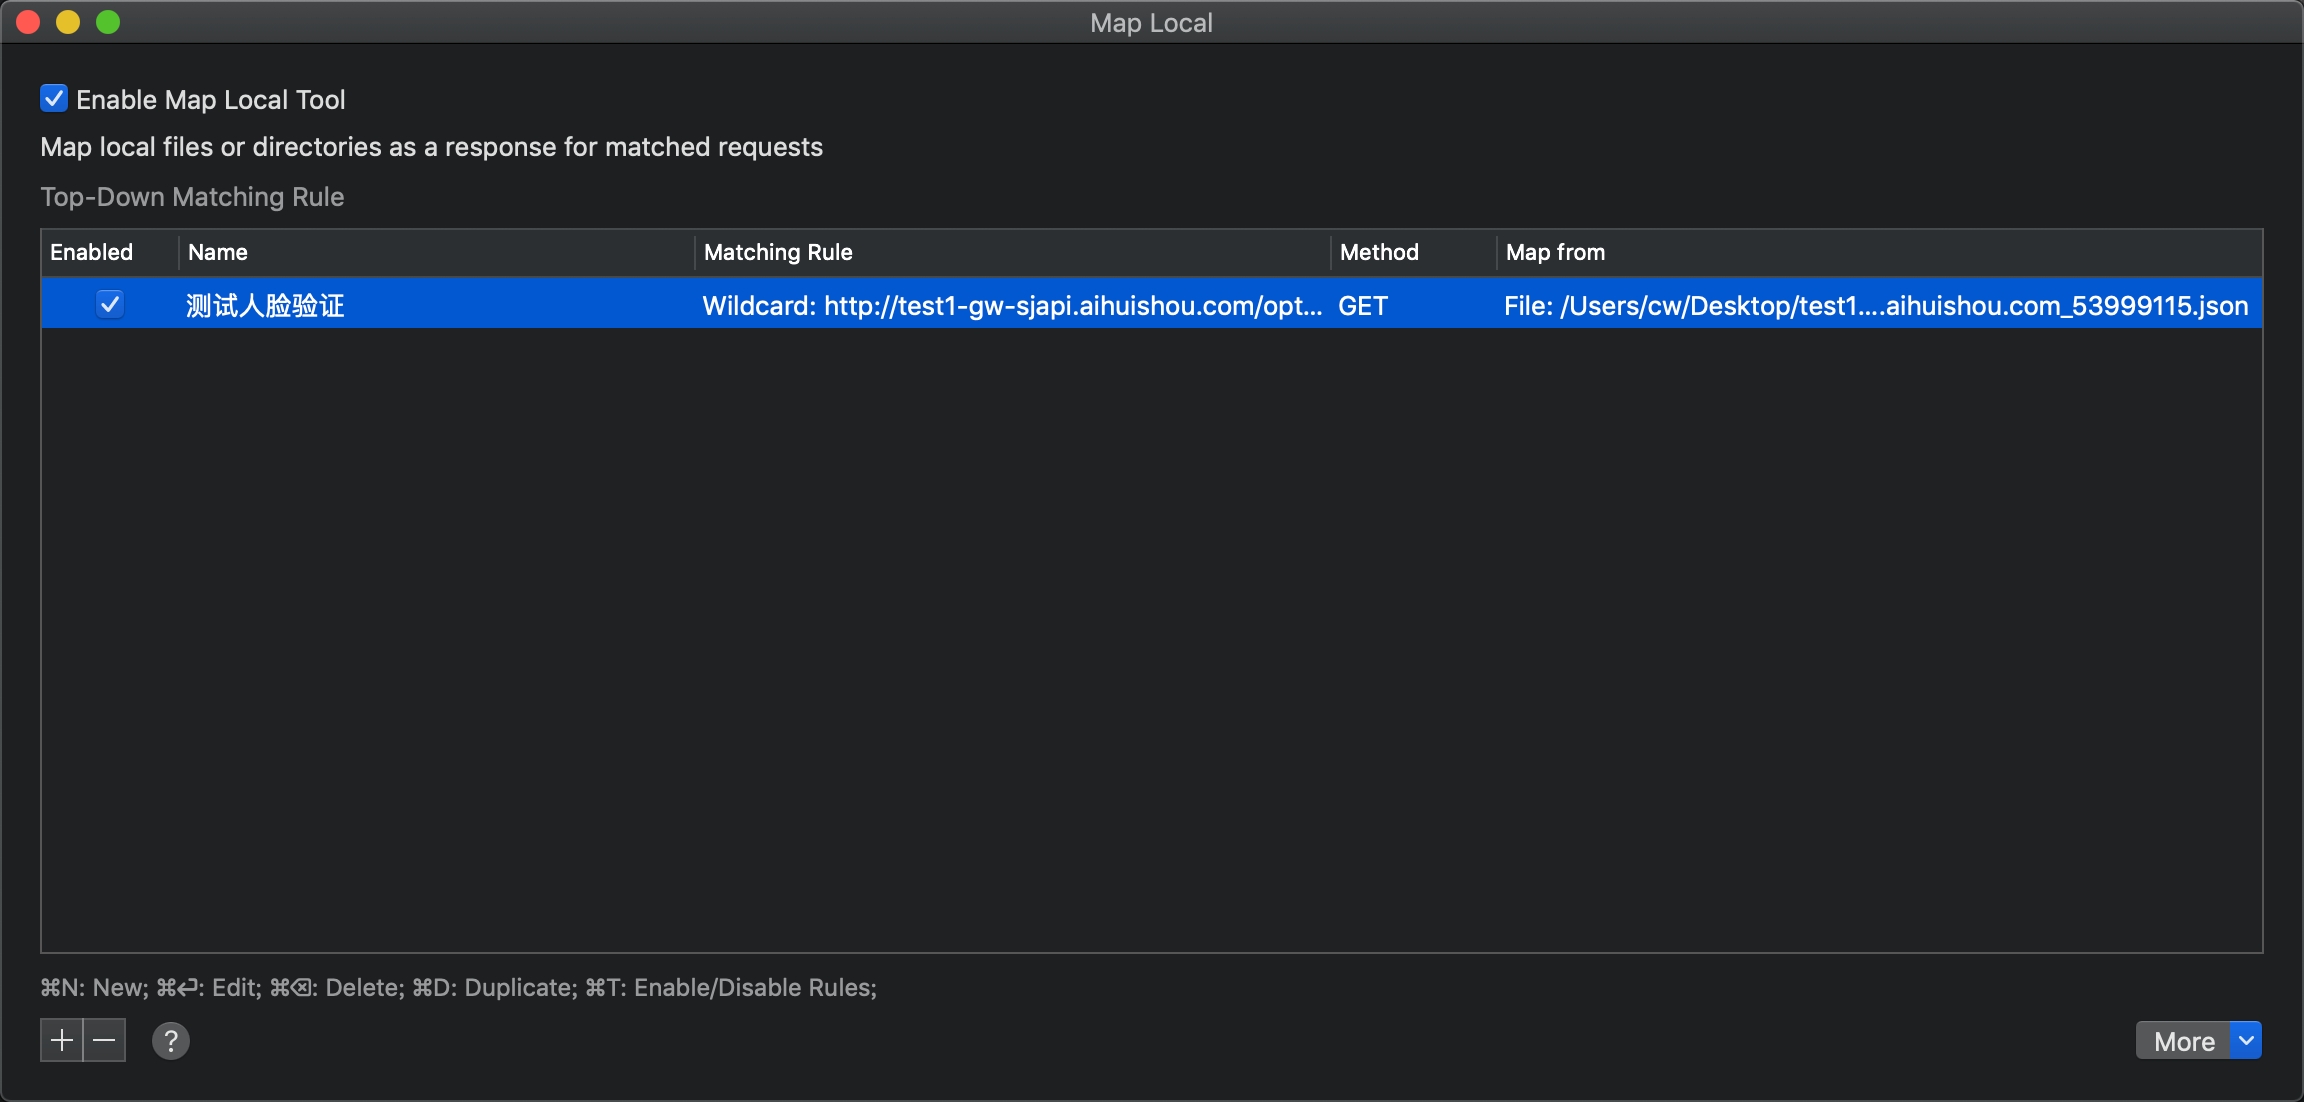 Map Local
Enable Map Local Tool
Map local files or directories as a response for matched requests
Top-Down Matching Rule
Enabled Name Matching Rule Method Map from
测试人脸验证 Wildcard: http://test1-gw-sjapi.aihuishou.com/opt... GET File: /Users/cw/Desktop/test1....aihuishou.com_53999115.json
⌘N: New; ⌘↩: Edit; ⌘⌫: Delete; ⌘D: Duplicate; ⌘T: Enable/Disable Rules;
? More